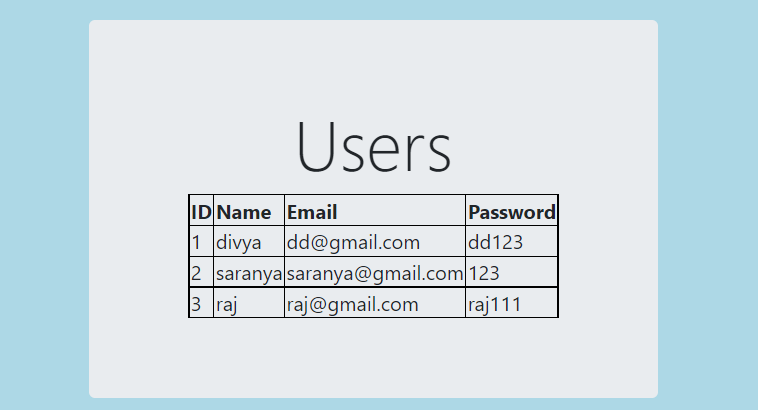 Users
ID Name Email Password
1 divya dd@gmail.com dd123
2 saranya saranya@gmail.com 123
3 raj raj@gmail.com raj111